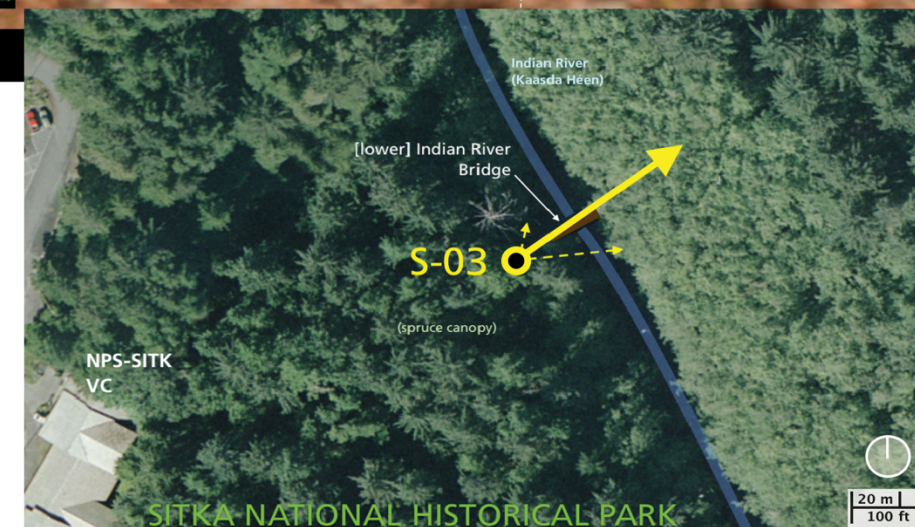 Indian River
(Kaasda Héen)
[lower] Indian River
Bridge
S-03
(spruce canopy)
NPS-SITK
VC
SITKA NATIONAL HISTORICAL PARK
20 m
100 ft